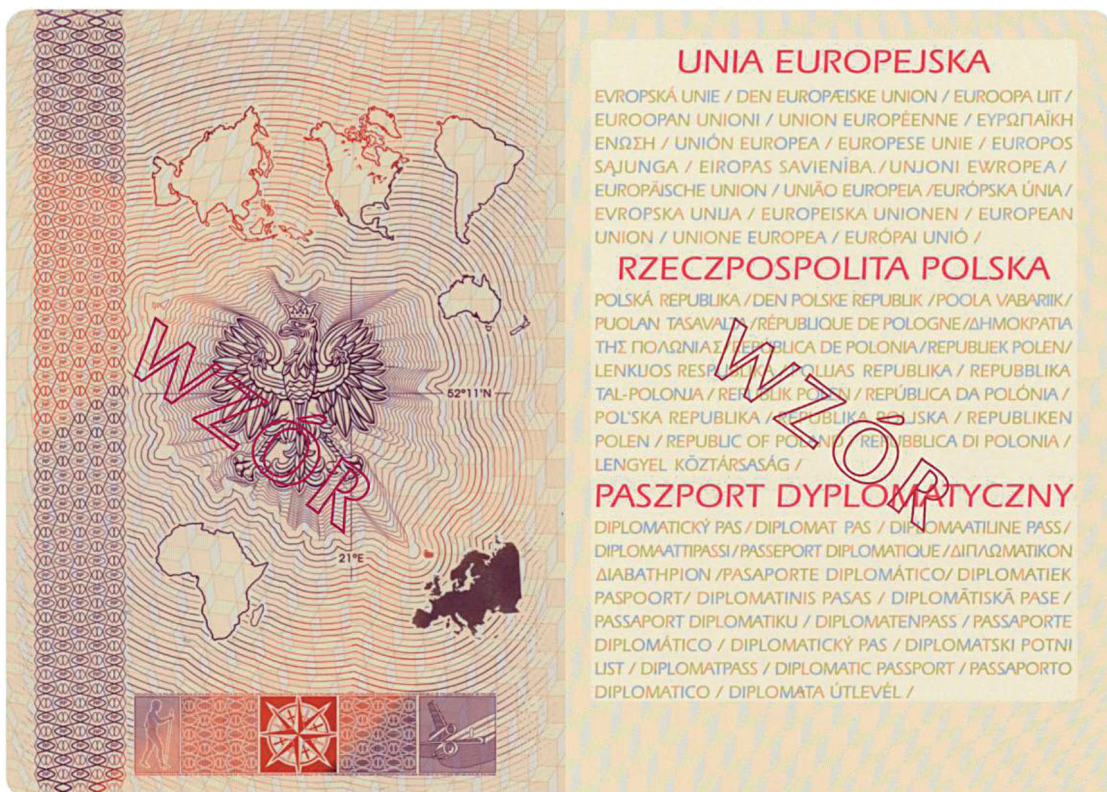 WZÓR
52°11'N
21°E
UNIA EUROPEJSKA
EVROPSKÁ UNIE / DEN EUROPÆISKE UNION / EUROOPA LIIT /
EUROOPAN UNIONI / UNION EUROPÉENNE / ΕΥΡΩΠΑΪΚΗ
ΕΝΩΣΗ / UNIÓN EUROPEA / EUROPESE UNIE / EUROPOS
SĄJUNGA / EIROPAS SAVIENĪBA / UNJONI EWROPEA /
EUROPÄISCHE UNION / UNIÃO EUROPEIA /EURÓPSKA ÚNIA /
EVROPSKA UNIJA / EUROPEISKA UNIONEN / EUROPEAN
UNION / UNIONE EUROPEA / EURÓPAI UNIÓ /
RZECZPOSPOLITA POLSKA
POLSKÁ REPUBLIKA / DEN POLSKE REPUBLIK / POOLA VABARIIK /
PUOLAN TASAVALTA / RÉPUBLIQUE DE POLOGNE / ΔΗΜΟΚΡΑΤΙΑ
ΤΗΣ ΠΟΛΩΝΙΑΣ / REPÚBLICA DE POLONIA / REPUBLIEK POLEN /
LENKIJOS RESPUBLIKA / POLIJAS REPUBLIKA / REPUBBLIKA
TAL-POLONJA / REPUBLIK POLEN / REPÚBLICA DA POLÓNIA /
POL'SKA REPUBLIKA / REPUBLIKA POLJSKA / REPUBLIKEN
POLEN / REPUBLIC OF POLAND / REPUBBLICA DI POLONIA /
LENGYEL KÖZTÁRSASÁG /
WZÓR
PASZPORT DYPLOMATYCZNY
DIPLOMATICKÝ PAS / DIPLOMAT PAS / DIPLOMAATILINE PASS /
DIPLOMAATTIPASSI / PASSEPORT DIPLOMATIQUE / ΔΙΠΛΩΜΑΤΙΚΟΝ
ΔΙΑΒΑΤΗΡΙΟΝ /PASAPORTE DIPLOMÁTICO/ DIPLOMATIEK
PASPOORT/ DIPLOMATINIS PASAS / DIPLOMĀTISKĀ PASE /
PASSAPORT DIPLOMATIKU / DIPLOMATENPASS / PASSAPORTE
DIPLOMÁTICO / DIPLOMATICKÝ PAS / DIPLOMATSKI POTNI
LIST / DIPLOMATPASS / DIPLOMATIC PASSPORT / PASSAPORTO
DIPLOMATICO / DIPLOMATA ÚTLEVÉL /